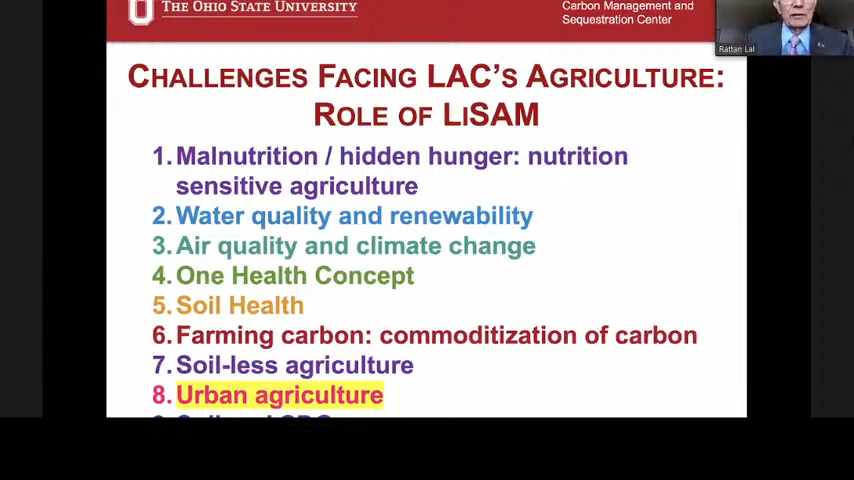 THE OHIO STATE UNIVERSITY
Carbon Management and
Sequestration Center
Rattan Lal
CHALLENGES FACING LAC'S AGRICULTURE:
ROLE OF LISAM
1. Malnutrition / hidden hunger: nutrition
sensitive agriculture
2. Water quality and renewability
3. Air quality and climate change
4. One Health Concept
5. Soil Health
6. Farming carbon: commoditization of carbon
7. Soil-less agriculture
8. Urban agriculture